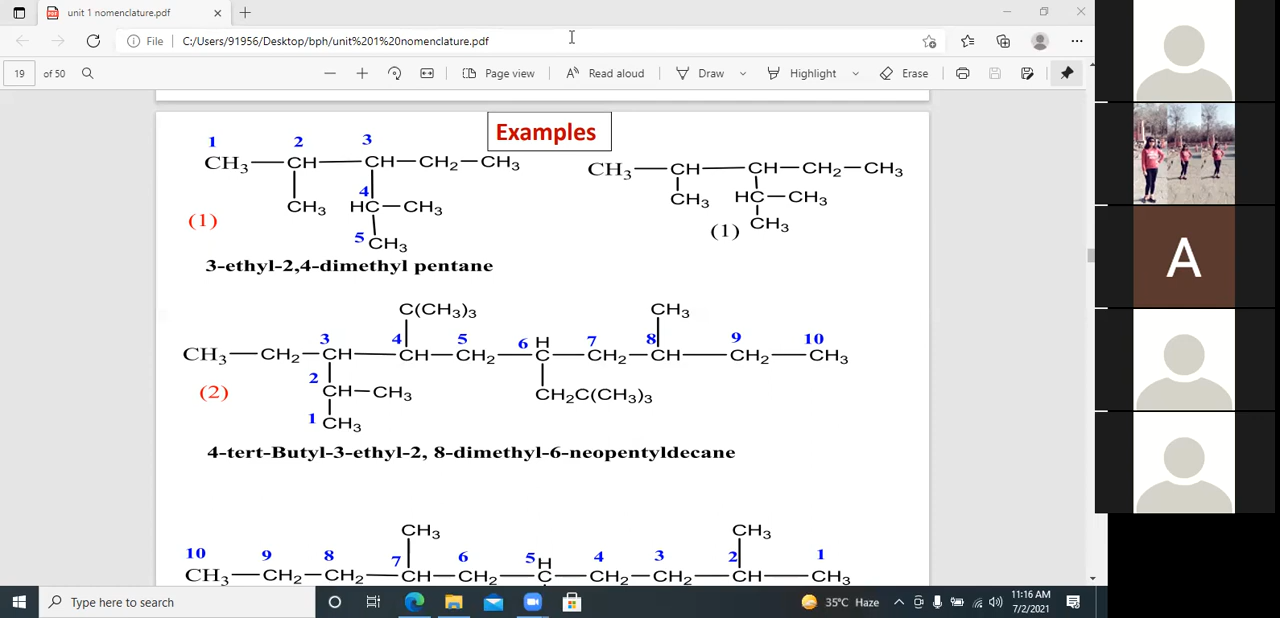 unit 1 nomenclature.pdf
File C:/Users/91956/Desktop/bph/unit%201%20nomenclature.pdf
19 of 50 Page view Read aloud Draw Highlight Erase
Examples
1 2 3
CH3—CH—CH—CH2—CH3
4
CH3 HC—CH3
5 CH3
(1)
3-ethyl-2,4-dimethyl pentane
CH3—CH—CH—CH2—CH3
CH3 HC—CH3
CH3
(1)
C(CH3)3 CH3
3 4 5 6 H 7 8 9 10
CH3—CH2—CH—CH—CH2—C—CH2—CH—CH2—CH3
2 CH—CH3 CH2C(CH3)3
(2)
1 CH3
4-tert-Butyl-3-ethyl-2, 8-dimethyl-6-neopentyldecane
CH3 CH3
10 9 8 7 6 5 H 4 3 2 1
CH3—CH2—CH2—CH—CH2—C—CH2—CH2—CH—CH3
A
Type here to search
35°C Haze
11:16 AM
7/2/2021